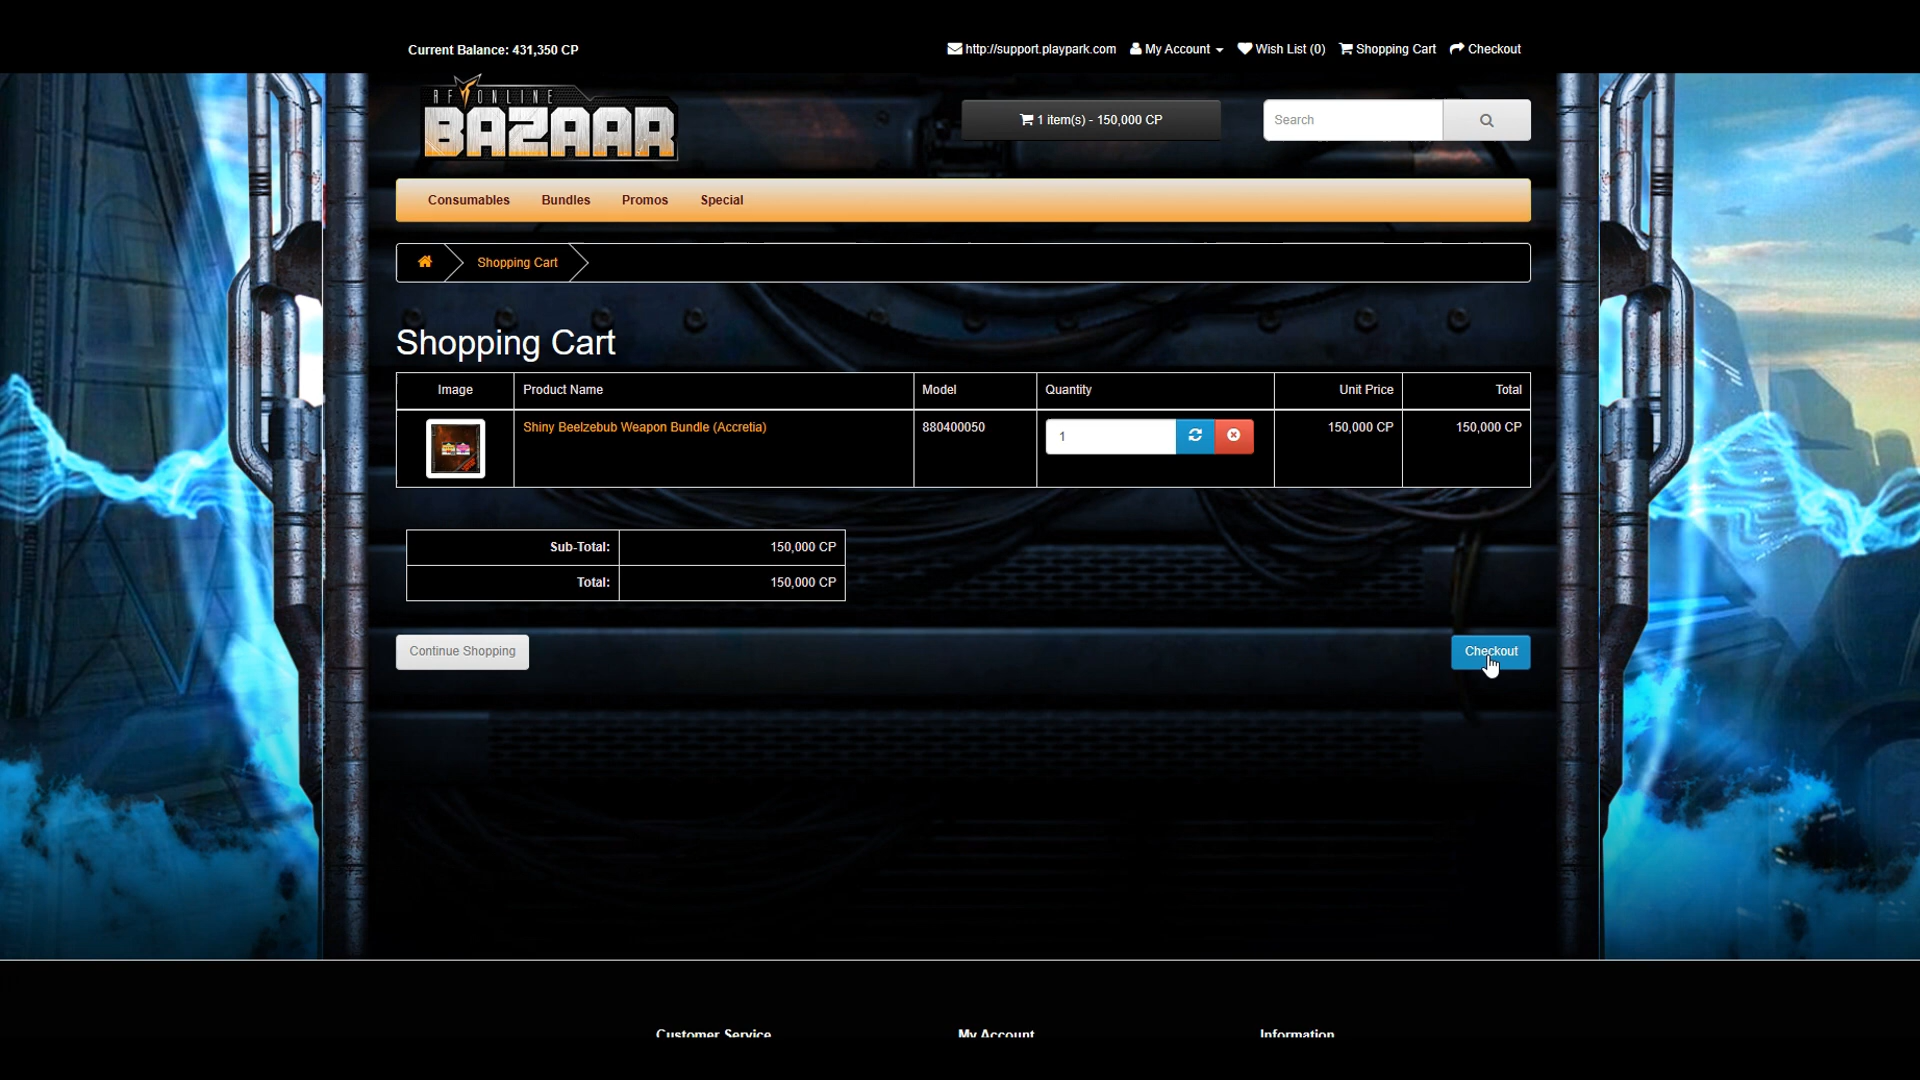 Current Balance: 431,350 CP
http://support.playpark.com My Account Wish List (0) Shopping Cart Checkout
RF ONLINE
BAZAAR
1 item(s) - 150,000 CP
Search
Consumables Bundles Promos Special
Shopping Cart
Shopping Cart
Image Product Name Model Quantity Unit Price Total
Shiny Beelzebub Weapon Bundle (Accretia) 880400050 1 150,000 CP 150,000 CP
Sub-Total: 150,000 CP
Total: 150,000 CP
Continue Shopping Checkout
Customer Service My Account Information